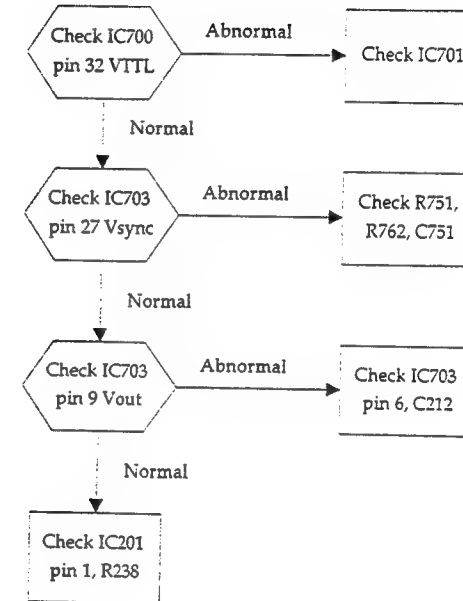 Check IC700
pin 32 VTTL
Abnormal
Check IC701
Normal
Check IC703
pin 27 Vsync
Abnormal
Check R751,
R762, C751
Normal
Check IC703
pin 9 Vout
Abnormal
Check IC703
pin 6, C212
Normal
Check IC201
pin 1, R238